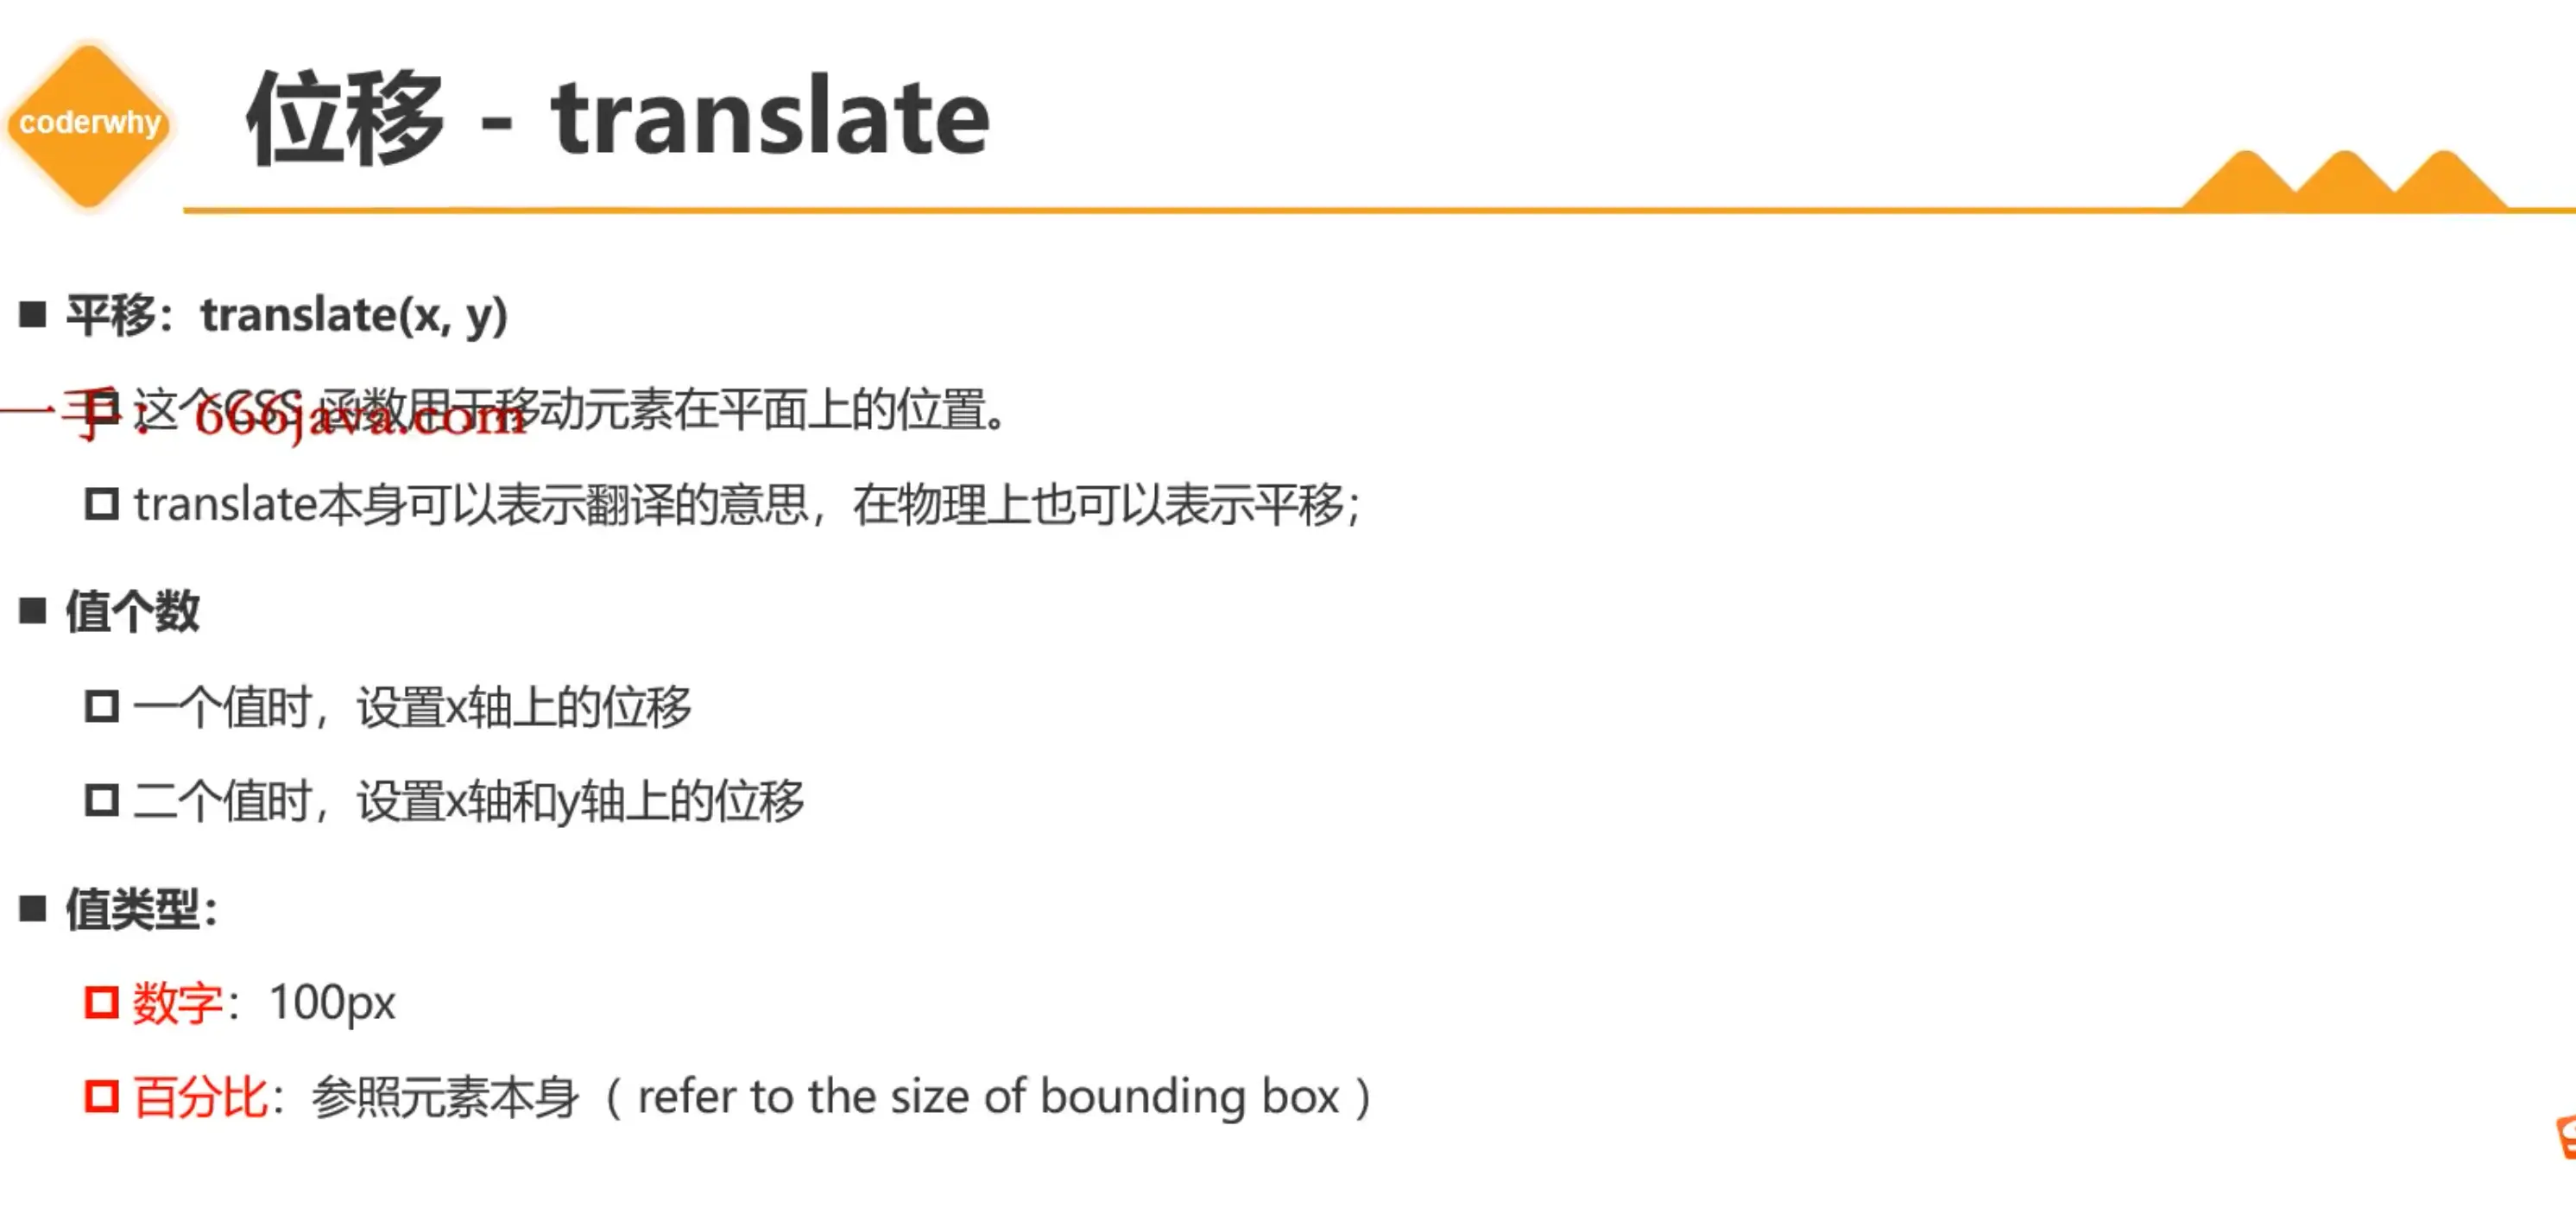 coderwhy
位移 - translate
■ 平移：translate(x, y)
这个CSS 函数用于移动元素在平面上的位置。
一手：666java.com
translate本身可以表示翻译的意思，在物理上也可以表示平移；
■ 值个数
一个值时，设置x轴上的位移
二个值时，设置x轴和y轴上的位移
■ 值类型：
数字：100px
百分比：参照元素本身（ refer to the size of bounding box ）